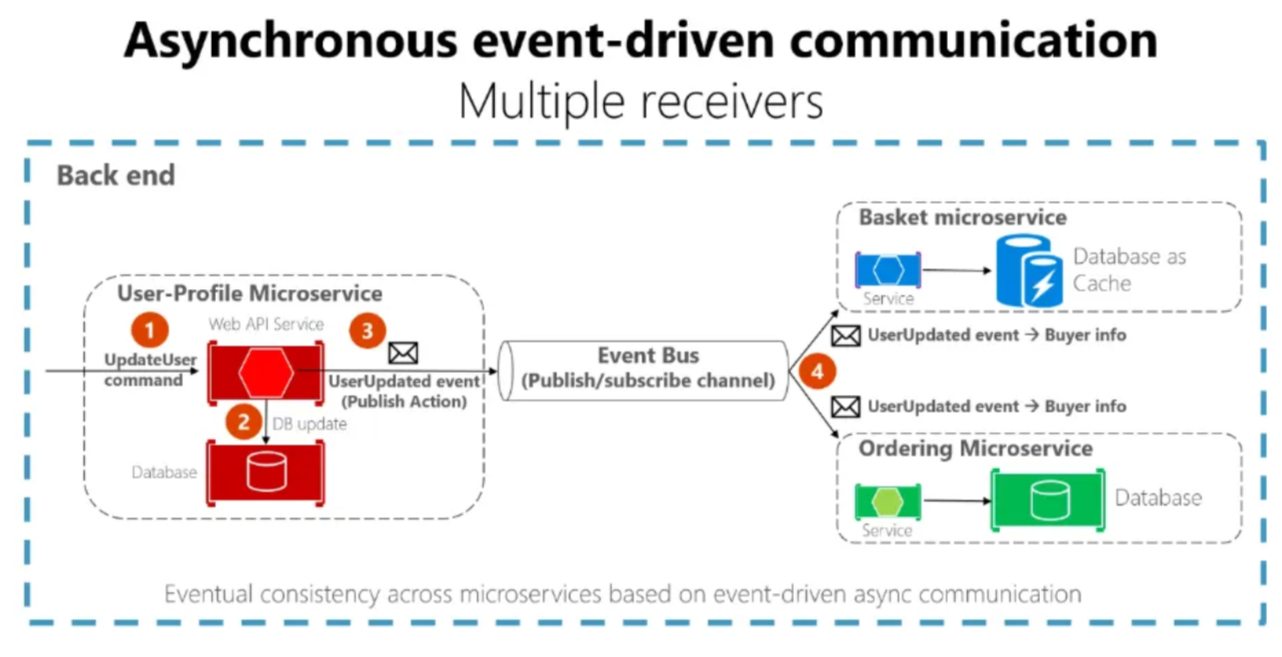 Asynchronous event-driven communication
Multiple receivers
Back end
User-Profile Microservice
1
Web API Service
3
UpdateUser
command
UserUpdated event
(Publish Action)
2
DB update
Database
Event Bus
(Publish/subscribe channel)
4
Basket microservice
Service
Database as
Cache
UserUpdated event → Buyer info
UserUpdated event → Buyer info
Ordering Microservice
Service
Database
Eventual consistency across microservices based on event-driven async communication